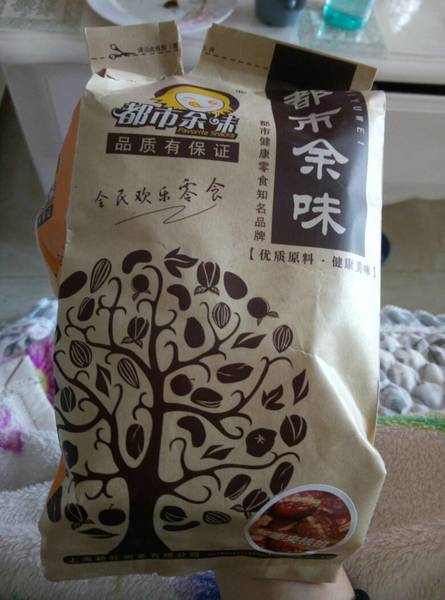 都市余味
Favorite Snacks
品质有保证
全民欢乐零食
都市健康零食知名品牌
都市余味
YUWEI
【优质原料·健康美味】